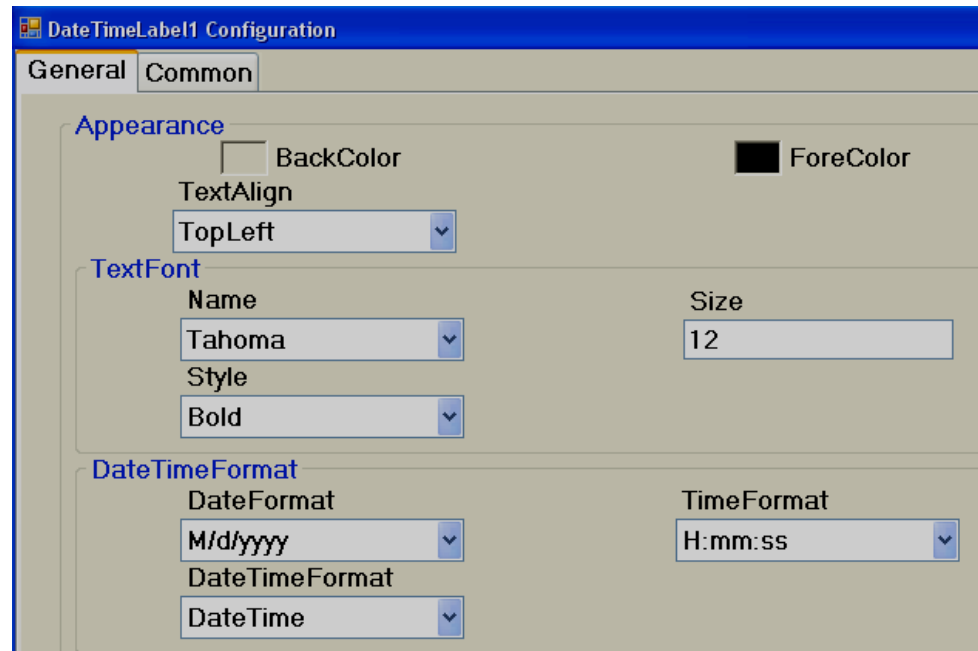 DateTimeLabel1 Configuration
General Common
Appearance
BackColor ForeColor
TextAlign
TopLeft
TextFont
Name Size
Tahoma 12
Style
Bold
DateTimeFormat
DateFormat TimeFormat
M/d/yyyy H:mm:ss
DateTimeFormat
DateTime